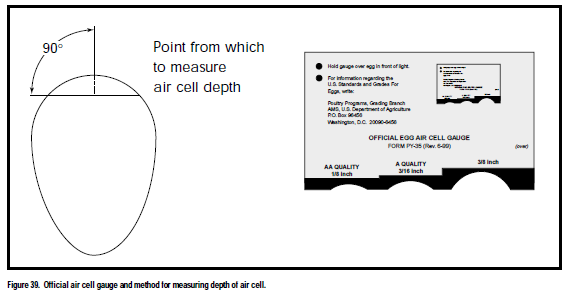 90°
Point from which
to measure
air cell depth
Hold gauge over egg in front of light.
For information regarding the
U.S. Standards and Grades For
Eggs, write:
Poultry Programs, Grading Branch
AMS, U.S. Department of Agriculture
P.O. Box 96456
Washington, D.C. 20090-6456
OFFICIAL EGG AIR CELL GAUGE
FORM PY-35 (Rev. 6-99)
(over)
AA QUALITY
1/8 inch
A QUALITY
3/16 inch
3/8 inch
Figure 39. Official air cell gauge and method for measuring depth of air cell.